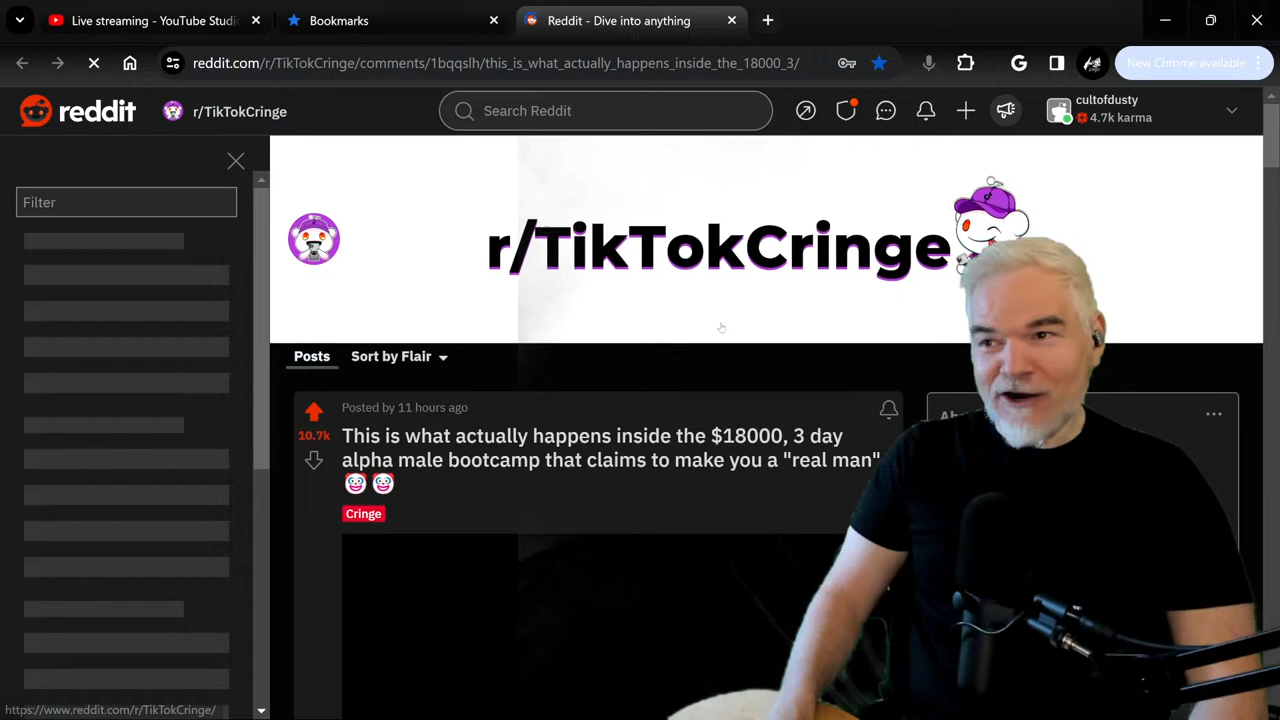 Live streaming - YouTube Studi
Bookmarks
Reddit - Dive into anything
reddit.com/r/TikTokCringe/comments/1bqqslh/this_is_what_actually_happens_inside_the_18000_3/
New Chrome available
reddit
r/TikTokCringe
Search Reddit
cultofdusty
4.7k karma
Filter
r/TikTokCringe
Posts
Sort by Flair
Posted by 11 hours ago
10.7k
This is what actually happens inside the $18000, 3 day
alpha male bootcamp that claims to make you a "real man"
🤡 🤡
Cringe
https://www.reddit.com/r/TikTokCringe/